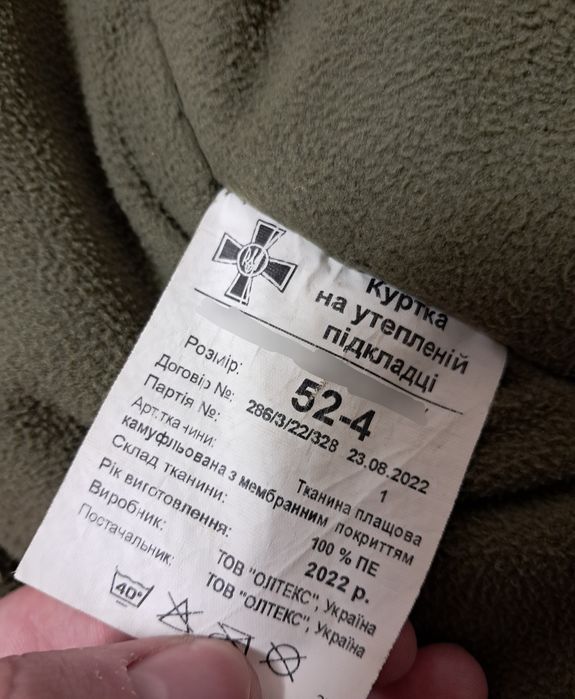 Куртка
на утепленій
підкладці
Розмір: 52-4
Договір №: 286/3/22/328 23.08.2022
Партія №: 1
Арт.тканини: Тканина плащова
камуфльована з мембранним покриттям
Склад тканини: 100 % ПЕ
Рік виготовлення: 2022 р.
Виробник: ТОВ "ОЛТЕКС", Україна
Постачальник: ТОВ "ОЛТЕКС", Україна
40°